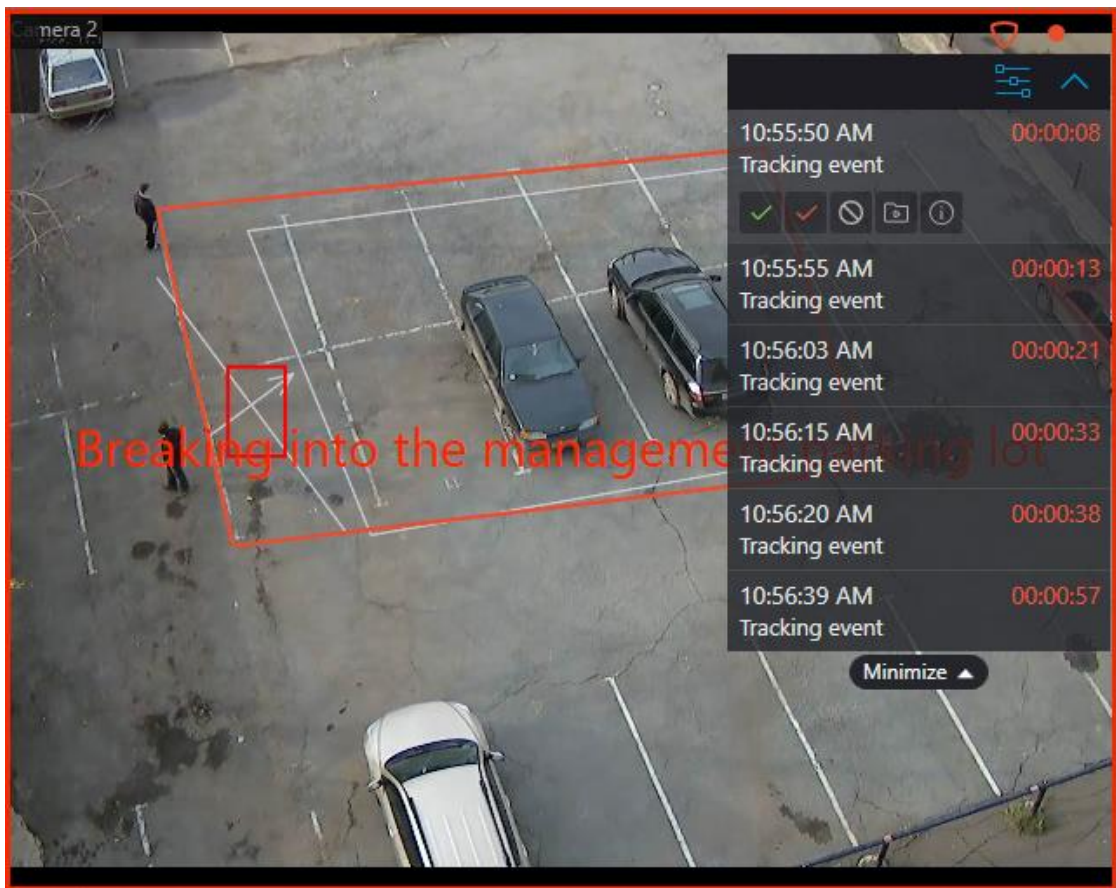 Camera 2
10:55:50 AM 00:00:08
Tracking event
10:55:55 AM 00:00:13
Tracking event
10:56:03 AM 00:00:21
Tracking event
10:56:15 AM 00:00:33
Tracking event
Breaking into the management parking lot
10:56:20 AM 00:00:38
Tracking event
10:56:39 AM 00:00:57
Tracking event
Minimize